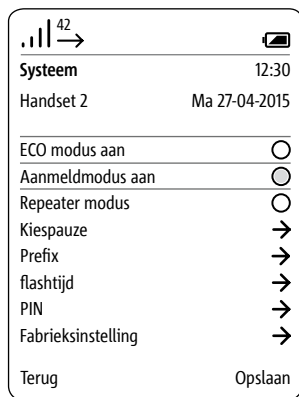 42
Systeem 12:30
Handset 2 Ma 27-04-2015
ECO modus aan
Aanmeldmodus aan
Repeater modus
Kiespauze
Prefix
flashtijd
PIN
Fabrieksinstelling
Terug Opslaan